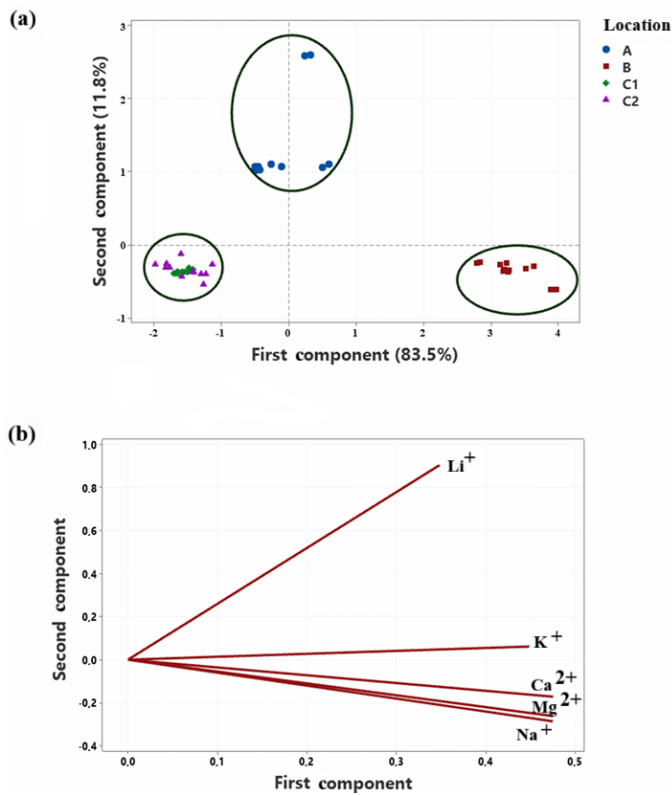 (a)
Location
A
B
C1
C2
Second component (11.8%)
3
2
1
0
-1
-2
-1
0
1
2
3
4
First component (83.5%)
(b)
Second component
1,0
0,8
0,6
0,4
0,2
0,0
-0,2
-0,4
Li+
K+
Ca2+
Mg2+
Na+
0,0
0,1
0,2
0,3
0,4
0,5
First component